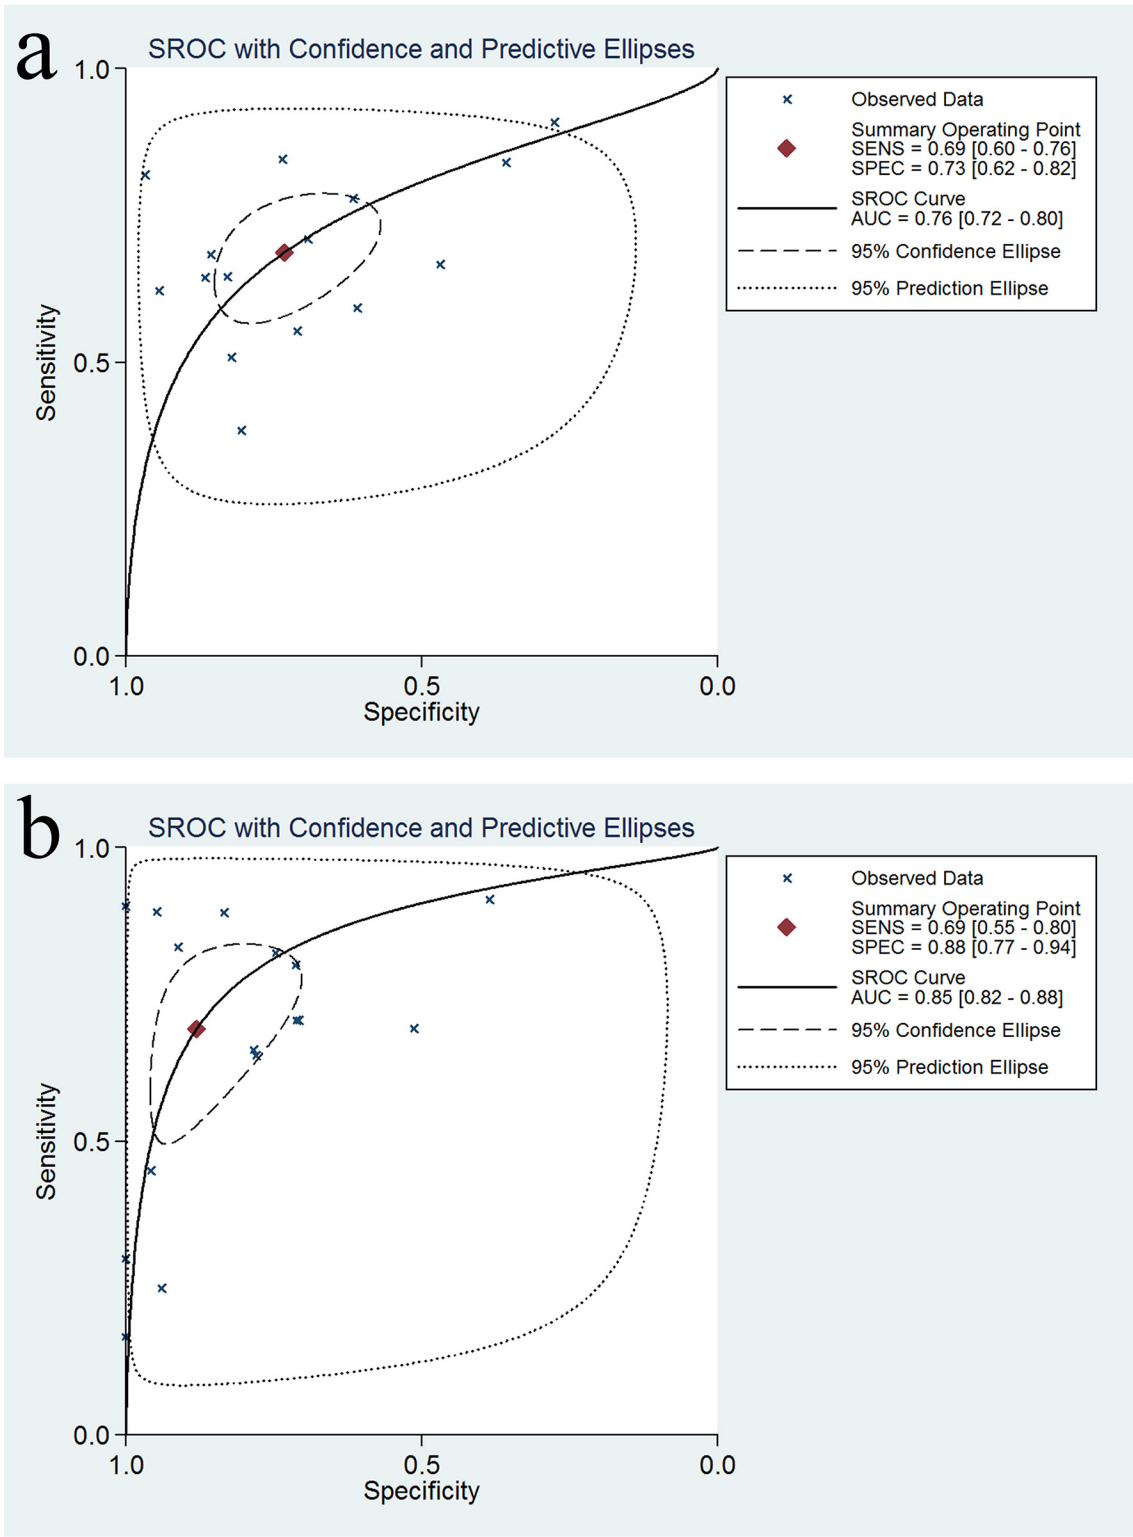 a
SROC with Confidence and Predictive Ellipses
1.0
0.5
0.0
Sensitivity
1.0 0.5 0.0
Specificity
Observed Data
Summary Operating Point
SENS = 0.69 [0.60 - 0.76]
SPEC = 0.73 [0.62 - 0.82]
SROC Curve
AUC = 0.76 [0.72 - 0.80]
95% Confidence Ellipse
95% Prediction Ellipse
b
SROC with Confidence and Predictive Ellipses
1.0
0.5
0.0
Sensitivity
1.0 0.5 0.0
Specificity
Observed Data
Summary Operating Point
SENS = 0.69 [0.55 - 0.80]
SPEC = 0.88 [0.77 - 0.94]
SROC Curve
AUC = 0.85 [0.82 - 0.88]
95% Confidence Ellipse
95% Prediction Ellipse